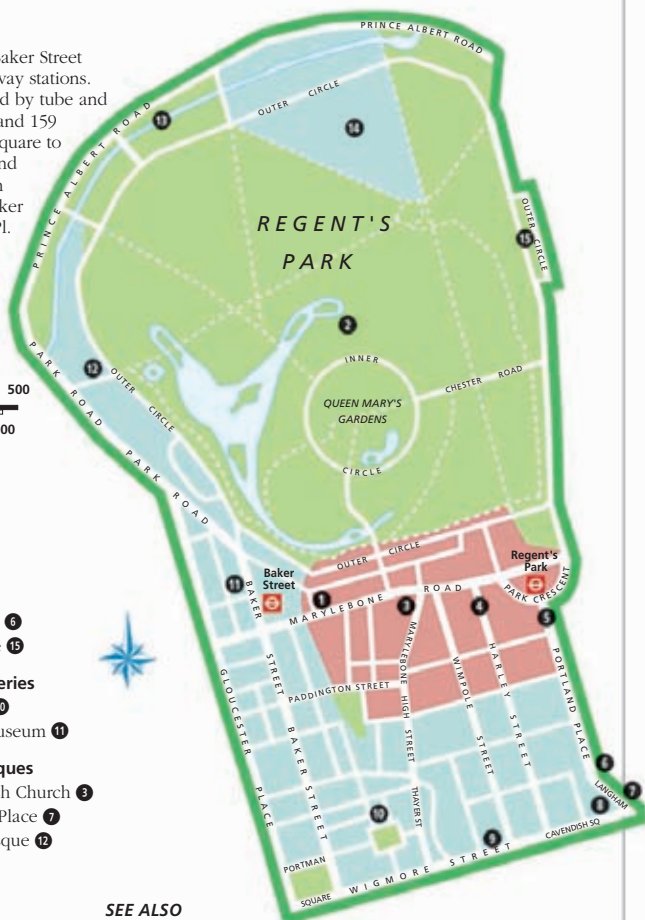 aker Street
way stations.
d by tube and
and 159
quare to
nd
n
ker
Pl.
500
00
6
15
eries
0
useum 11
ques
h Church 3
Place 7
sque 12
SEE ALSO
PRINCE ALBERT ROAD
PRINCE ALBERT ROAD
OUTER CIRCLE
13
14
REGENT'S
PARK
OUTER CIRCLE
15
2
12
OUTER CIRCLE
PARK ROAD
PARK ROAD
INNER
CIRCLE
QUEEN MARY'S
GARDENS
CHESTER ROAD
OUTER CIRCLE
Baker
Street
Regent's
Park
11
1
MARYLEBONE ROAD
3
4
PARK CRESCENT
5
BAKER STREET
BAKER STREET
GLOUCESTER PLACE
PADDINGTON STREET
MARYLEBONE HIGH STREET
WIMPOLE STREET
HARLEY STREET
PORTLAND PLACE
6
7
LANGHAM
8
THAYER ST
10
9
CAVENDISH SQ
WIGMORE STREET
PORTMAN
SQUARE